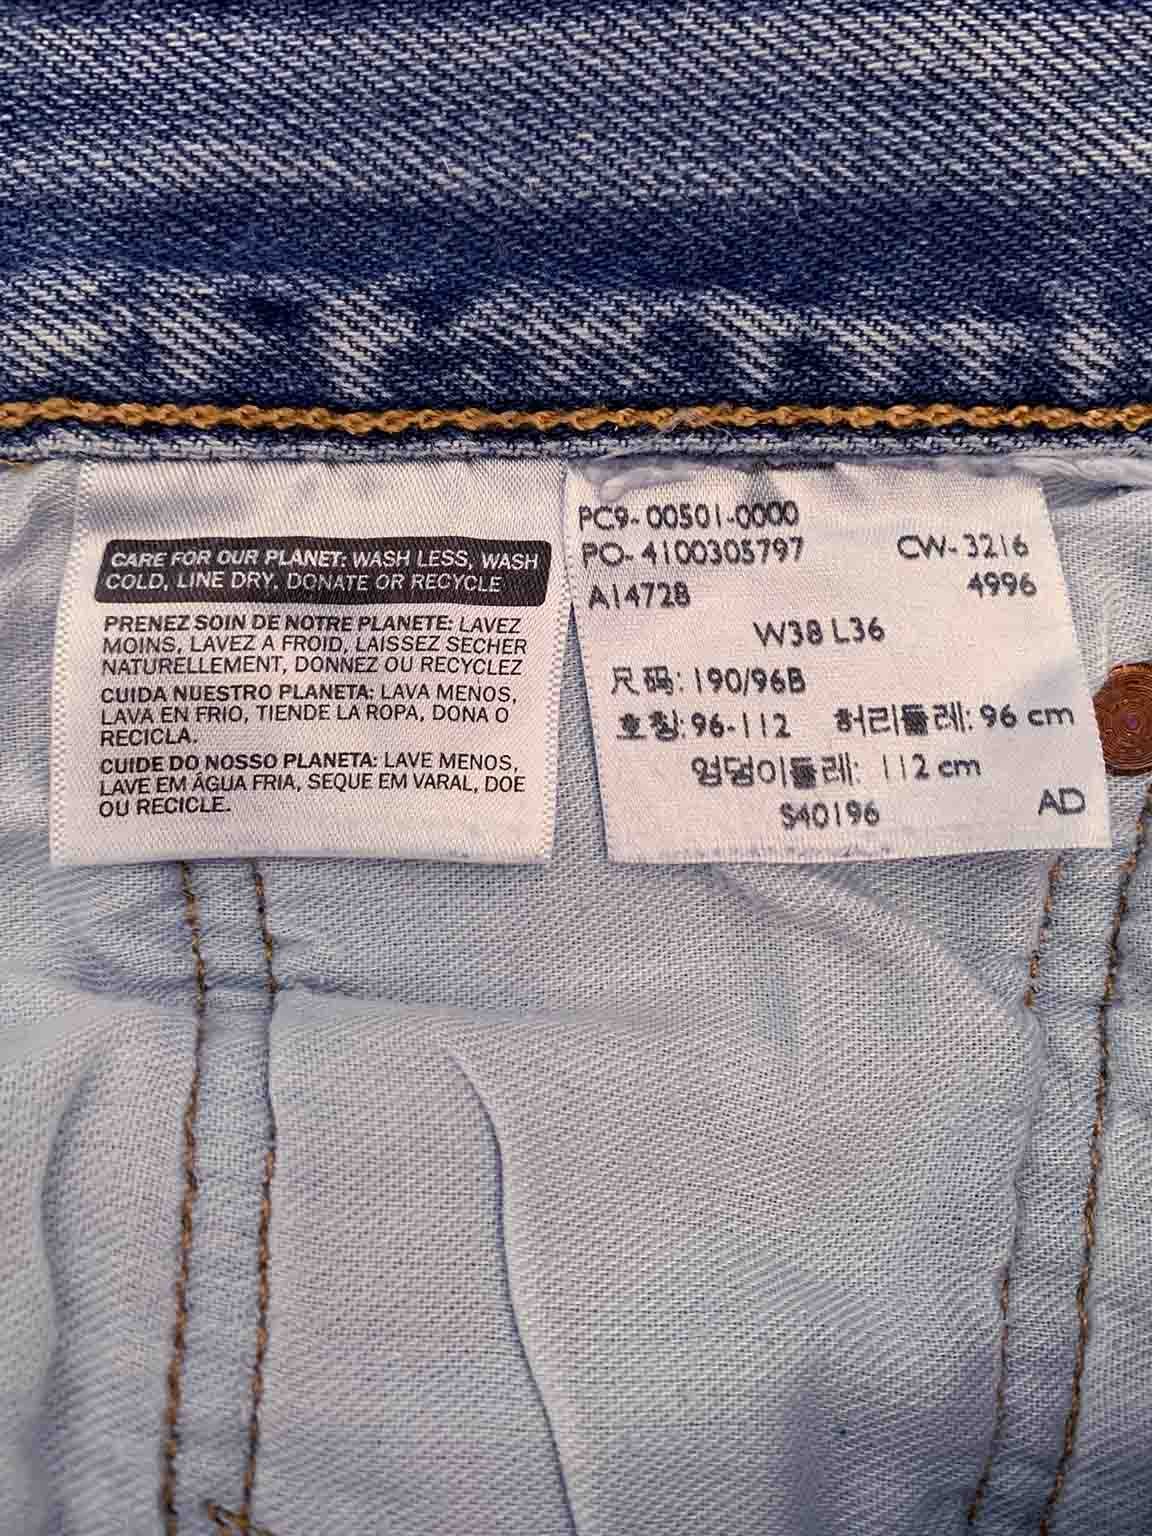 CARE FOR OUR PLANET: WASH LESS, WASH
COLD, LINE DRY, DONATE OR RECYCLE
PRENEZ SOIN DE NOTRE PLANETE: LAVEZ
MOINS, LAVEZ A FROID, LAISSEZ SECHER
NATURELLEMENT, DONNEZ OU RECYCLEZ
CUIDA NUESTRO PLANETA: LAVA MENOS,
LAVA EN FRIO, TIENDE LA ROPA, DONA O
RECICLA.
CUIDE DO NOSSO PLANETA: LAVE MENOS,
LAVE EM ÁGUA FRIA, SEQUE EM VARAL, DOE
OU RECICLE.
PC9-00501-0000
PO-4100305797 CW-3216
A14728 4996
W38 L36
尺码: 190/96B
호칭: 96-112 허리둘레: 96 cm
엉덩이둘레: 112 cm
S40196 AD